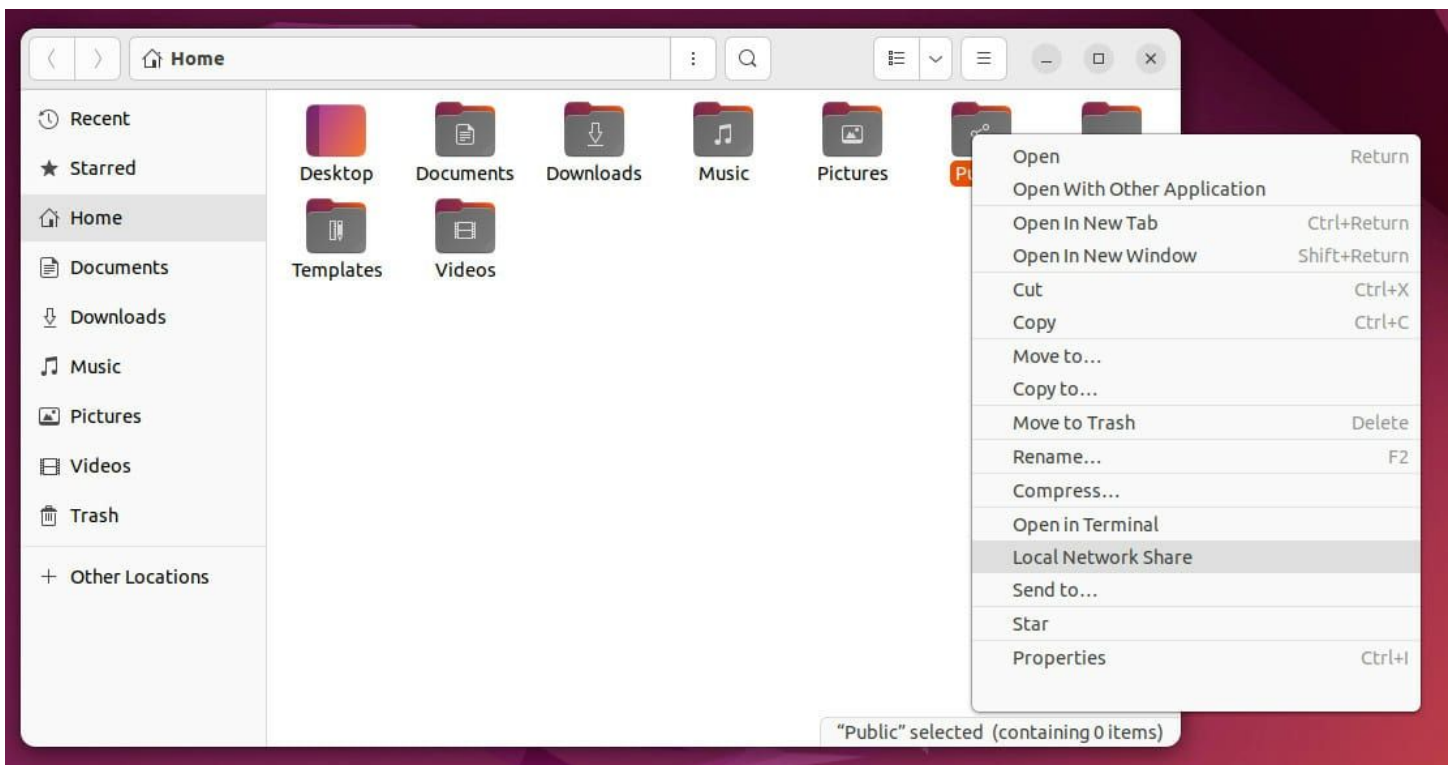 Home
Recent
Starred
Home
Documents
Downloads
Music
Pictures
Videos
Trash
Other Locations
Desktop
Documents
Downloads
Music
Pictures
Templates
Videos
Open Return
Open With Other Application
Open In New Tab Ctrl+Return
Open In New Window Shift+Return
Cut Ctrl+X
Copy Ctrl+C
Move to…
Copy to…
Move to Trash Delete
Rename… F2
Compress…
Open in Terminal
Local Network Share
Send to…
Star
Properties Ctrl+I
“Public” selected (containing 0 items)